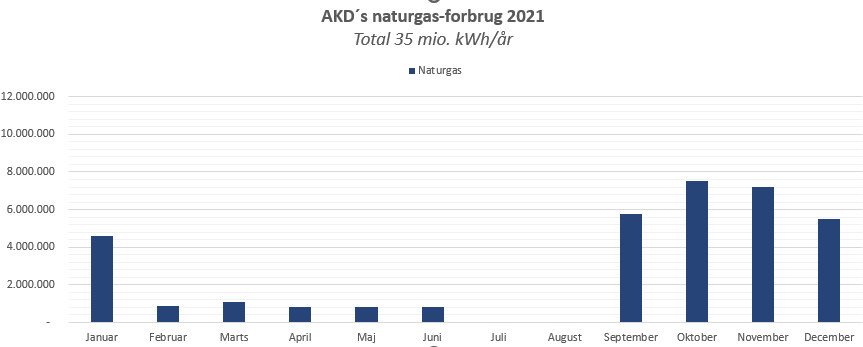 AKD´s naturgas-forbrug 2021
Total 35 mio. kWh/år
Naturgas
12.000.000
10.000.000
8.000.000
6.000.000
4.000.000
2.000.000
-
Januar Februar Marts April Maj Juni Juli August September Oktober November December